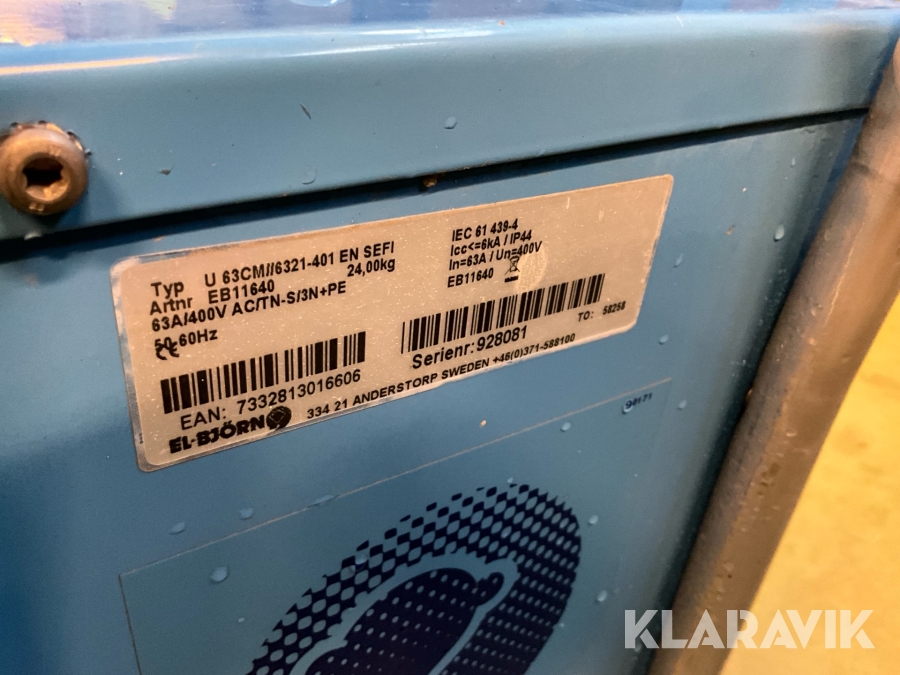 Typ U 63CM//6321-401 EN SEFI
Artnr EB11640 24,00kg
63A/400V AC/TN-S/3N+PE
50-60Hz
CE
EAN: 7332813016606
EL-BJÖRN
IEC 61 439-4
Icc<=6kA / IP44
In=63A / Un=400V
EB11640
TO: 58258
Serienr: 928081
334 21 ANDERSTORP SWEDEN +46(0)371-588100
KLARAVIK